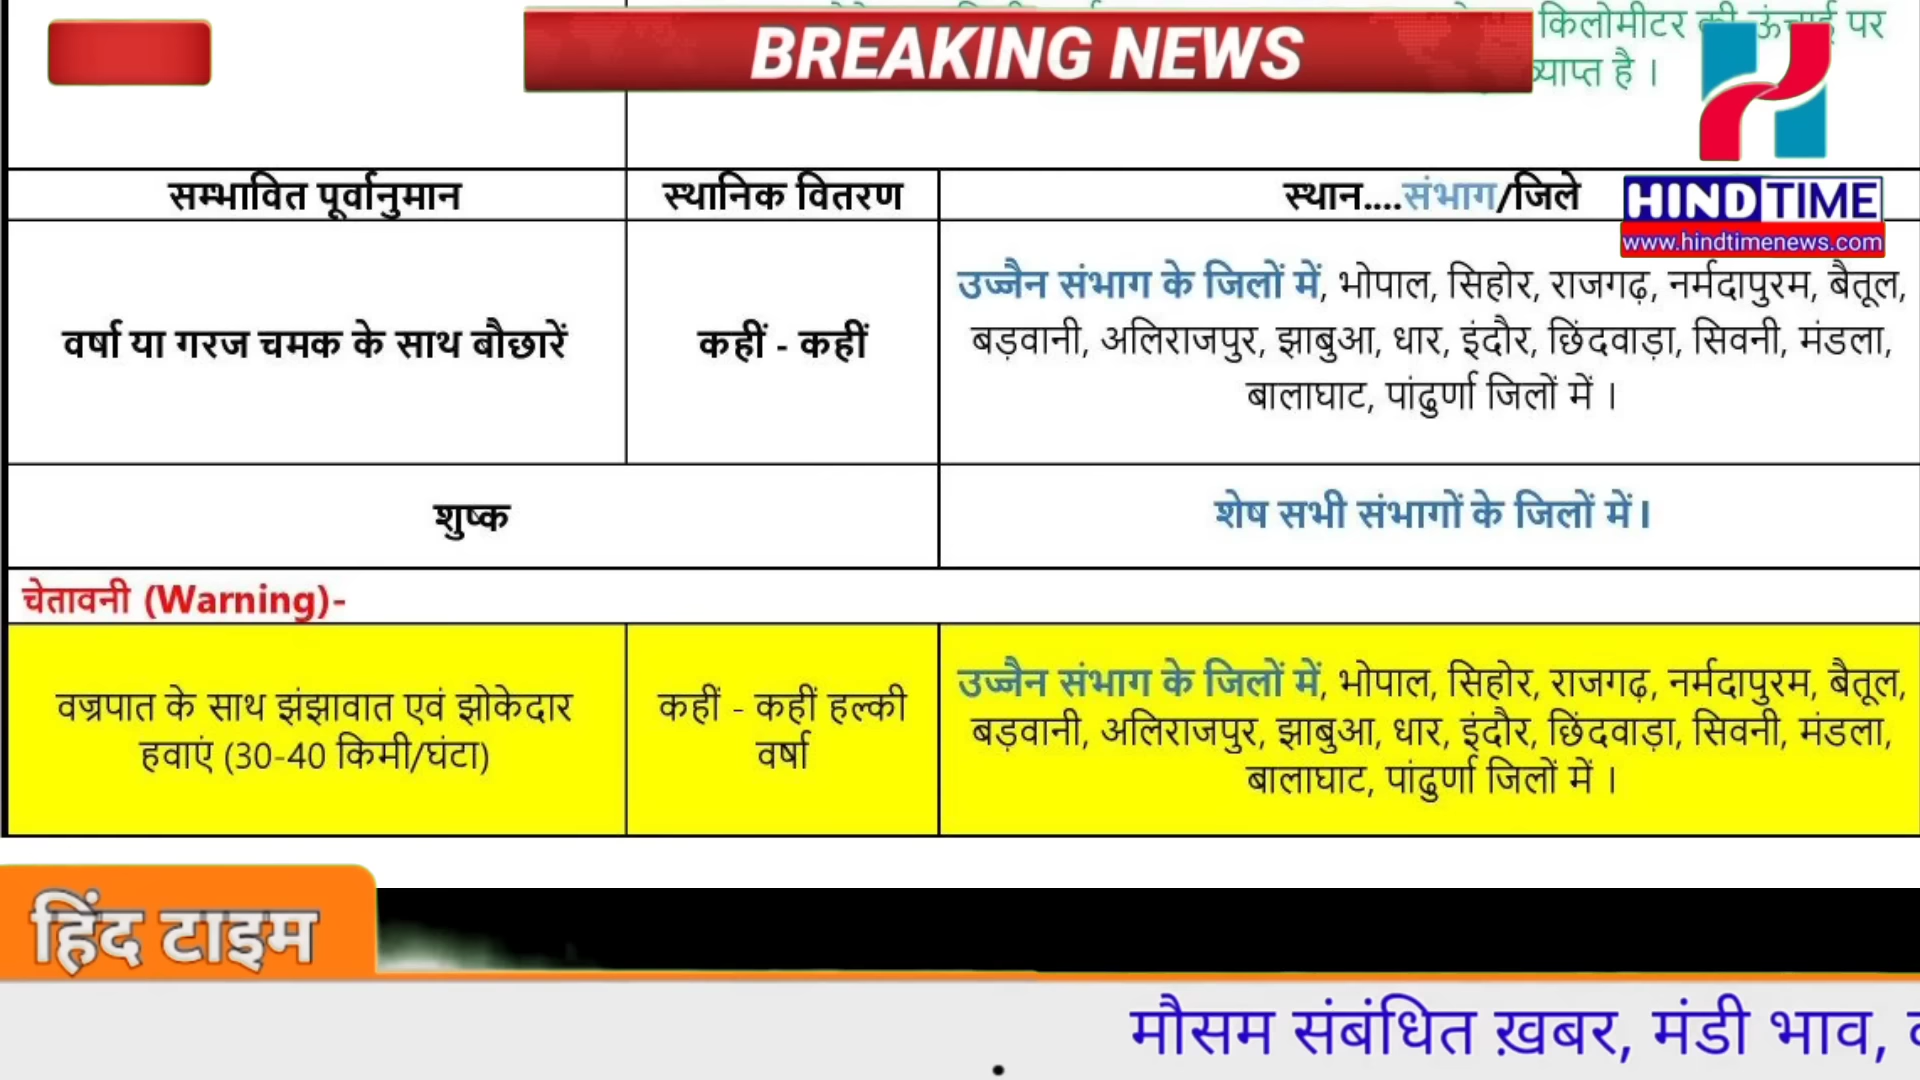 BREAKING NEWS
किलोमीटर की ऊंचाई पर
व्याप्त है ।
सम्भावित पूर्वानुमान
स्थानिक वितरण
स्थान....संभाग/जिले
HIND TIME
www.hindtimenews.com
वर्षा या गरज चमक के साथ बौछारें
कहीं - कहीं
उज्जैन संभाग के जिलों में, भोपाल, सिहोर, राजगढ़, नर्मदापुरम, बैतूल,
बड़वानी, अलिराजपुर, झाबुआ, धार, इंदौर, छिंदवाड़ा, सिवनी, मंडला,
बालाघाट, पांढुर्णा जिलों में ।
शुष्क
शेष सभी संभागों के जिलों में।
चेतावनी (Warning)-
वज्रपात के साथ झंझावात एवं झोकेदार
हवाएं (30-40 किमी/घंटा)
कहीं - कहीं हल्की
वर्षा
उज्जैन संभाग के जिलों में, भोपाल, सिहोर, राजगढ़, नर्मदापुरम, बैतूल,
बड़वानी, अलिराजपुर, झाबुआ, धार, इंदौर, छिंदवाड़ा, सिवनी, मंडला,
बालाघाट, पांढुर्णा जिलों में ।
हिंद टाइम
मौसम संबंधित ख़बर, मंडी भाव,